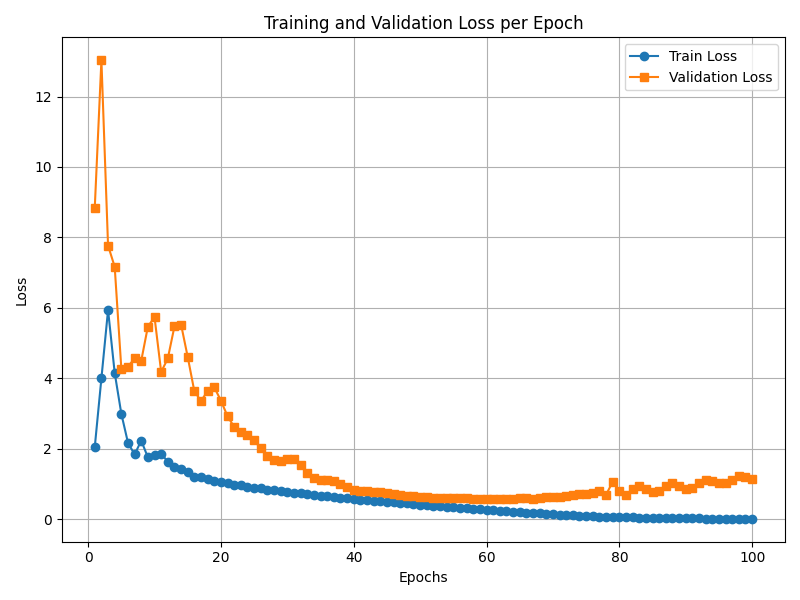 Training and Validation Loss per Epoch
Train Loss
Validation Loss
12
10
8
6
4
2
0
Loss
0 20 40 60 80 100
Epochs